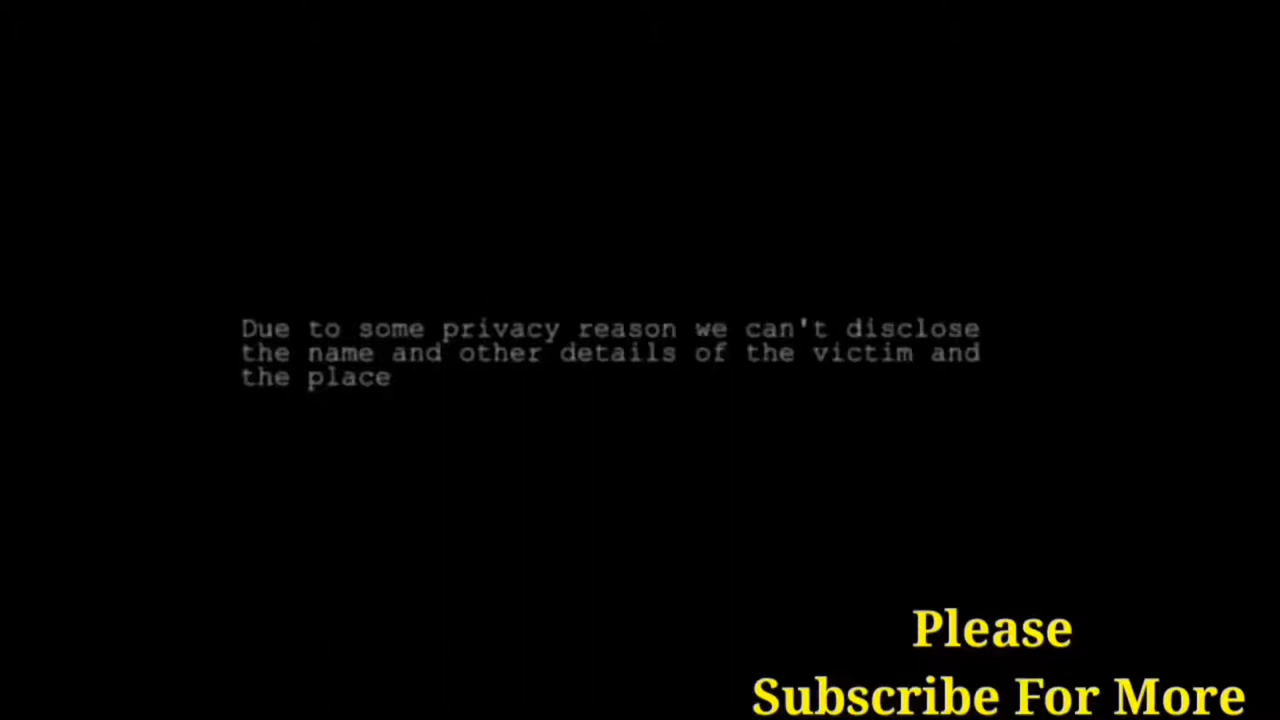 Due to some privacy reason we can't disclose
the name and other details of the victim and
the place
Please
Subscribe For More